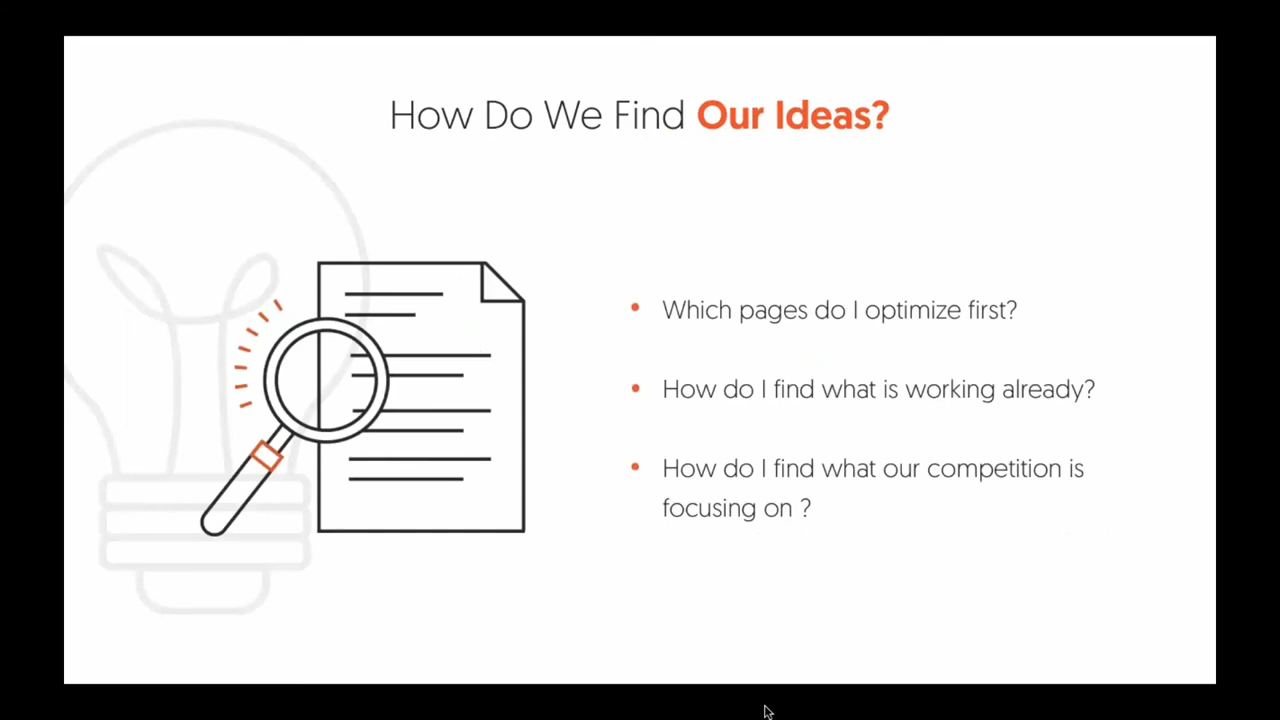 How Do We Find Our Ideas?
• Which pages do I optimize first?
• How do I find what is working already?
• How do I find what our competition is
focusing on ?